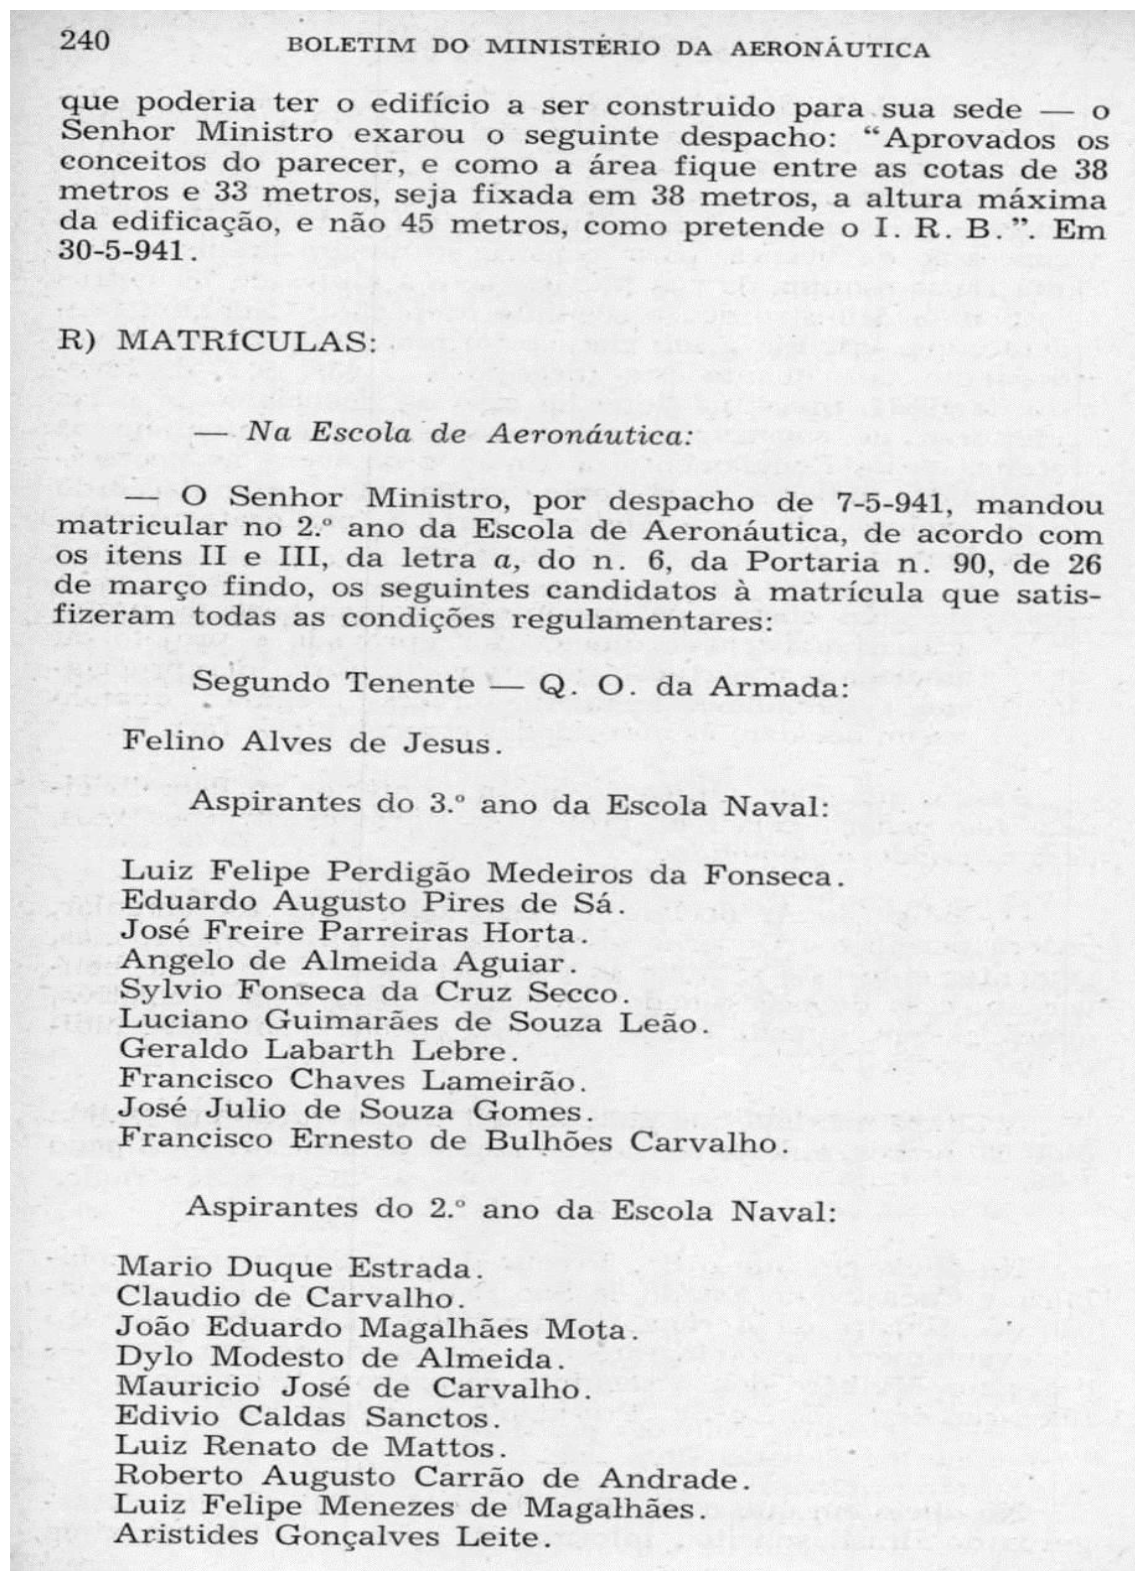 240 BOLETIM DO MINISTÉRIO DA AERONÁUTICA
que poderia ter o edifício a ser construido para sua sede — o
Senhor Ministro exarou o seguinte despacho: “Aprovados os
conceitos do parecer, e como a área fique entre as cotas de 38
metros e 33 metros, seja fixada em 38 metros, a altura máxima
da edificação, e não 45 metros, como pretende o I. R. B.”. Em
30-5-941.
R) MATRÍCULAS:
— Na Escola de Aeronáutica:
— O Senhor Ministro, por despacho de 7-5-941, mandou
matricular no 2.º ano da Escola de Aeronáutica, de acordo com
os itens II e III, da letra a, do n. 6, da Portaria n. 90, de 26
de março findo, os seguintes candidatos à matrícula que satis-
fizeram todas as condições regulamentares:
Segundo Tenente — Q. O. da Armada:
Felino Alves de Jesus.
Aspirantes do 3.º ano da Escola Naval:
Luiz Felipe Perdigão Medeiros da Fonseca.
Eduardo Augusto Pires de Sá.
José Freire Parreiras Horta.
Angelo de Almeida Aguiar.
Sylvio Fonseca da Cruz Secco.
Luciano Guimarães de Souza Leão.
Geraldo Labarth Lebre.
Francisco Chaves Lameirão.
José Julio de Souza Gomes.
Francisco Ernesto de Bulhões Carvalho.
Aspirantes do 2.º ano da Escola Naval:
Mario Duque Estrada.
Claudio de Carvalho.
João Eduardo Magalhães Mota.
Dylo Modesto de Almeida.
Mauricio José de Carvalho.
Edivio Caldas Sanctos.
Luiz Renato de Mattos.
Roberto Augusto Carrão de Andrade.
Luiz Felipe Menezes de Magalhães.
Aristides Gonçalves Leite.